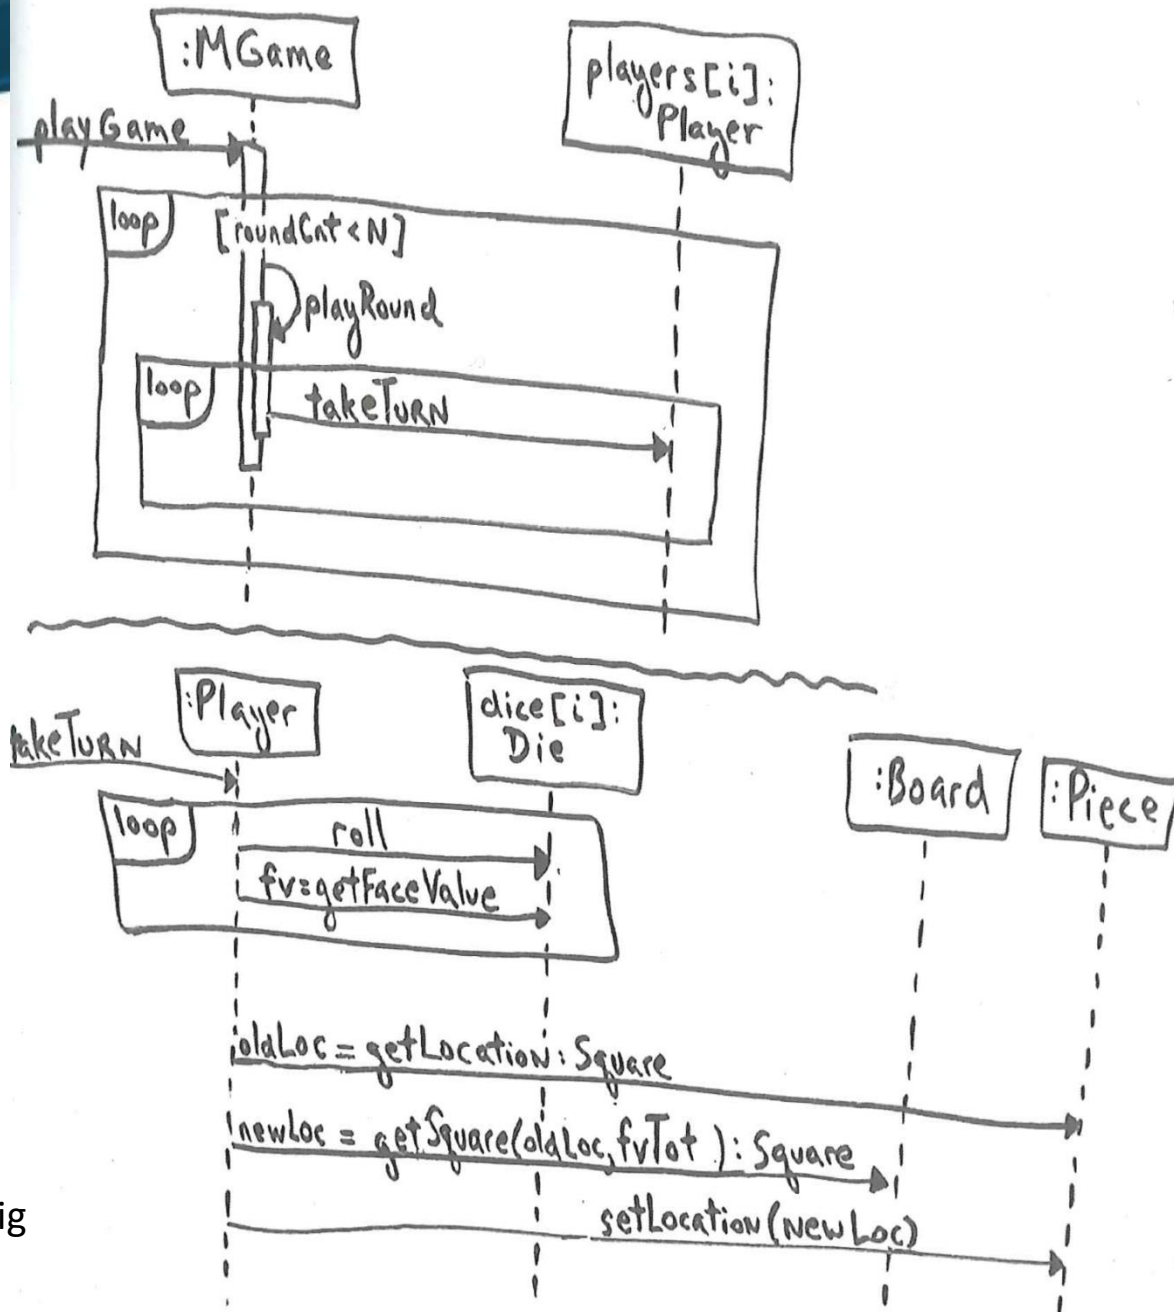 :MGame
players[i]:
Player
playGame
loop
[roundCnt<N]
playRound
loop
takeTURN
:Player
dice[i]:
Die
takeTURN
:Board
:Piece
loop
roll
fv=getFaceValue
oldLoc = getLocation: Square
newLoc = getSquare(oldLoc, fvTot ): Square
ig
setLocation(NewLoc)